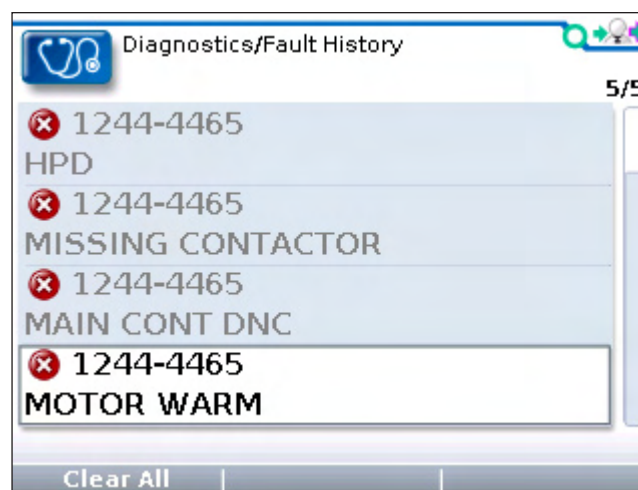 Diagnostics/Fault History
5/5
1244-4465
HPD
1244-4465
MISSING CONTACTOR
1244-4465
MAIN CONT DNC
1244-4465
MOTOR WARM
Clear All